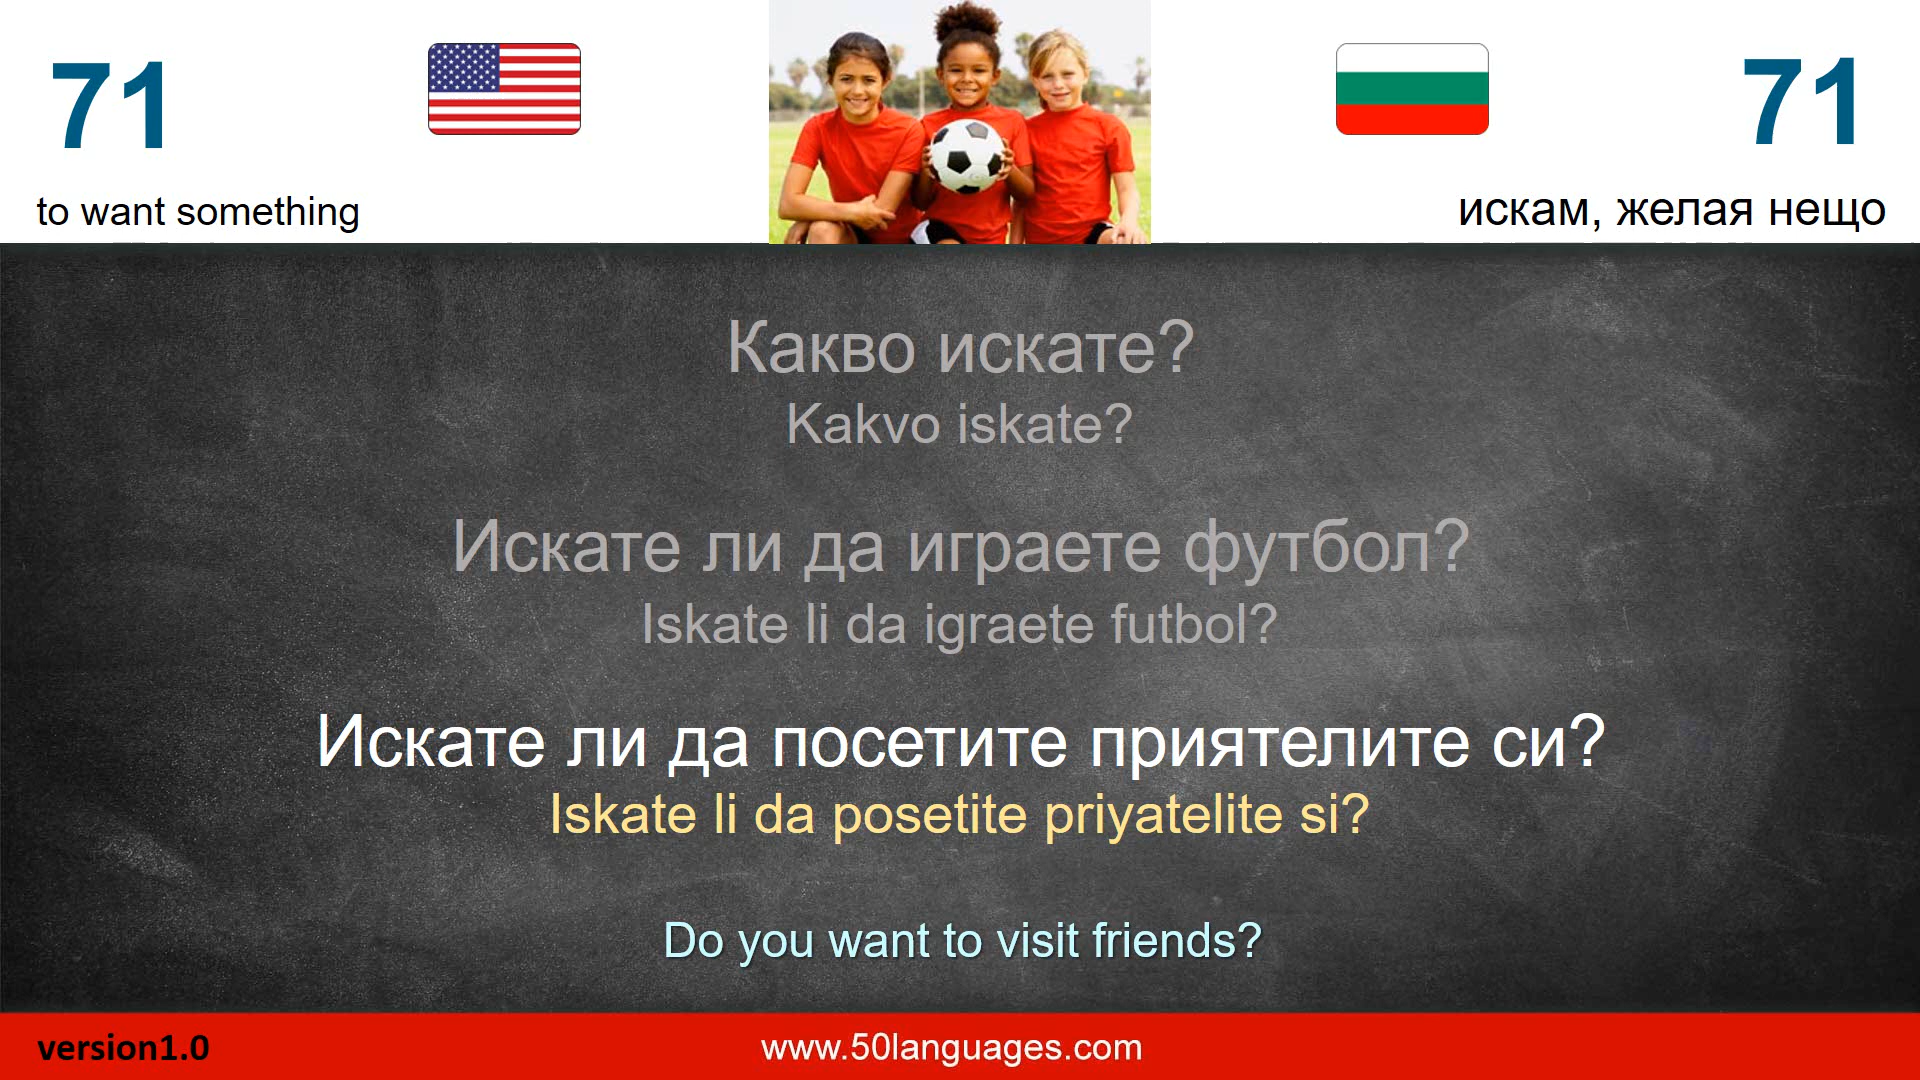 71
71
to want something
искам, желая нещо
Какво искате?
Kakvo iskate?
Искате ли да играете футбол?
Iskate li da igraete futbol?
Искате ли да посетите приятелите си?
Iskate li da posetite priyatelite si?
Do you want to visit friends?
version1.0
www.50languages.com